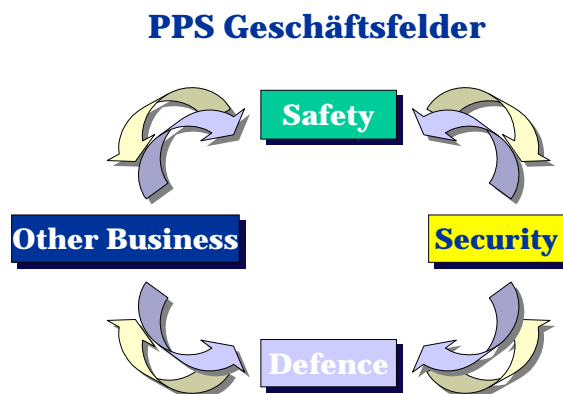 PPS Geschäftsfelder
Safety
Other Business
Security
Defence